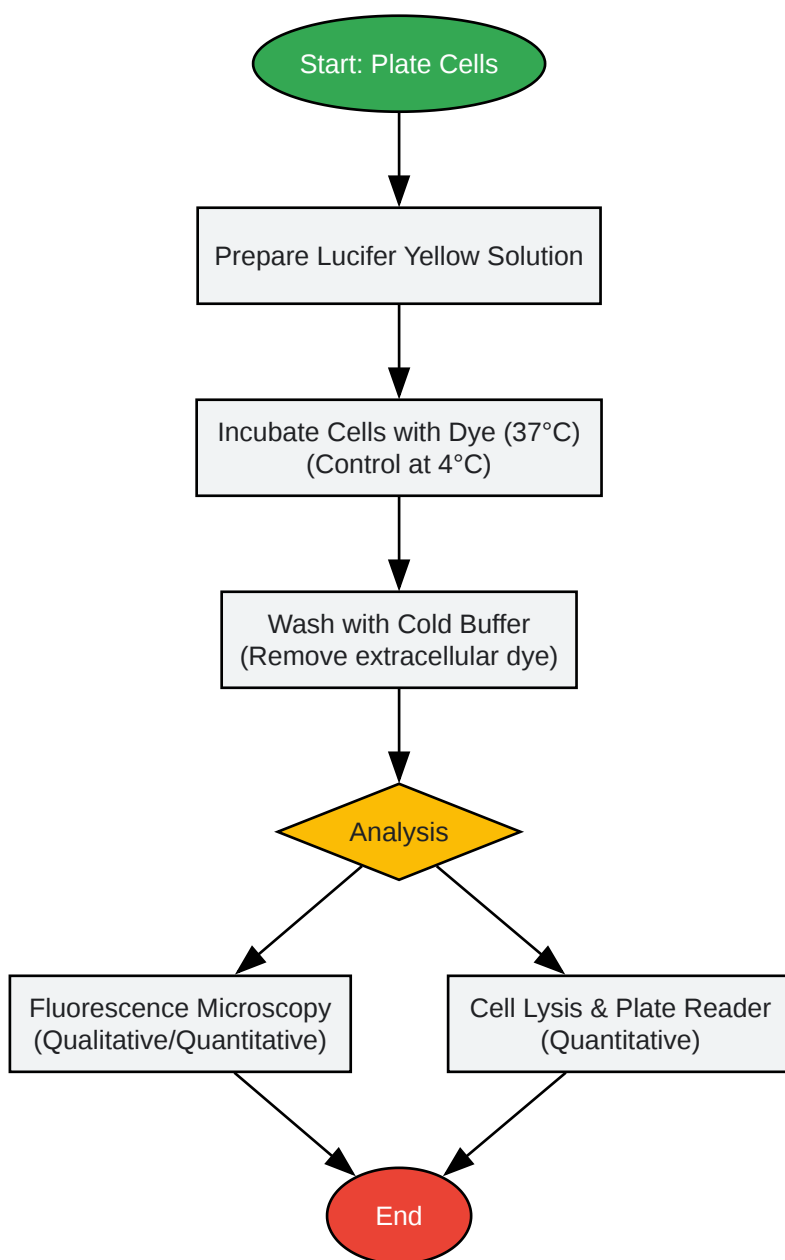 Start: Plate Cells
Prepare Lucifer Yellow Solution
Incubate Cells with Dye (37°C)
(Control at 4°C)
Wash with Cold Buffer
(Remove extracellular dye)
Analysis
Fluorescence Microscopy
(Qualitative/Quantitative)
Cell Lysis & Plate Reader
(Quantitative)
End